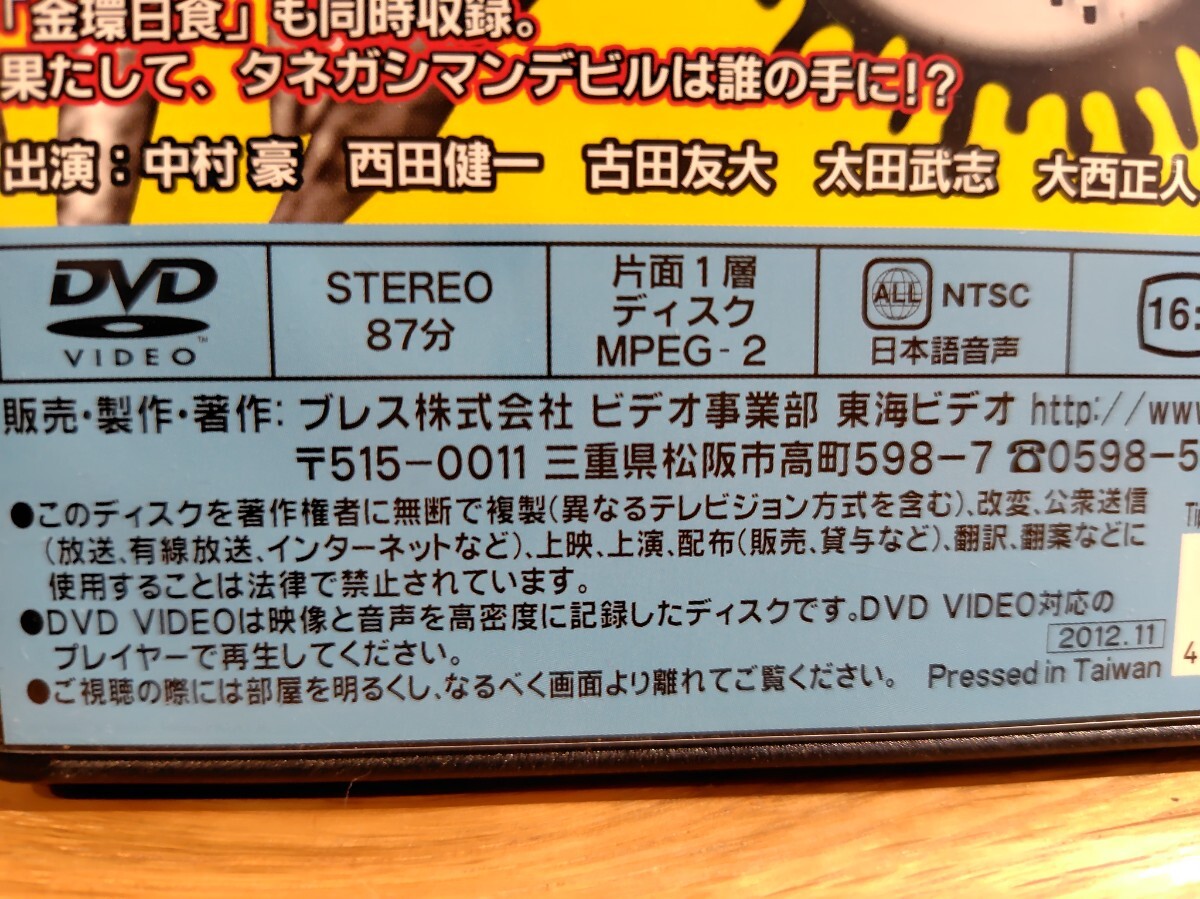 「金環日食」も同時収録。
果たして、タネガシマンデビルは誰の手に!?
出演：中村 豪　西田健一　古田友大　太田武志　大西正人
DVD
VIDEO
TM
STEREO
87分
片面1層
ディスク
MPEG-2
ALL NTSC
日本語音声
16:
販売・製作・著作：ブレス株式会社 ビデオ事業部 東海ビデオ http://www
〒515-0011 三重県松阪市高町598-7 ☎0598-5
●このディスクを著作権者に無断で複製(異なるテレビジョン方式を含む)、改変、公衆送信
(放送、有線放送、インターネットなど)、上映、上演、配布(販売、貸与など)、翻訳、翻案などに
使用することは法律で禁止されています。
●DVD VIDEOは映像と音声を高密度に記録したディスクです。DVD VIDEO対応の
プレイヤーで再生してください。
2012.11
●ご視聴の際には部屋を明るくし、なるべく画面より離れてご覧ください。
Pressed in Taiwan
4